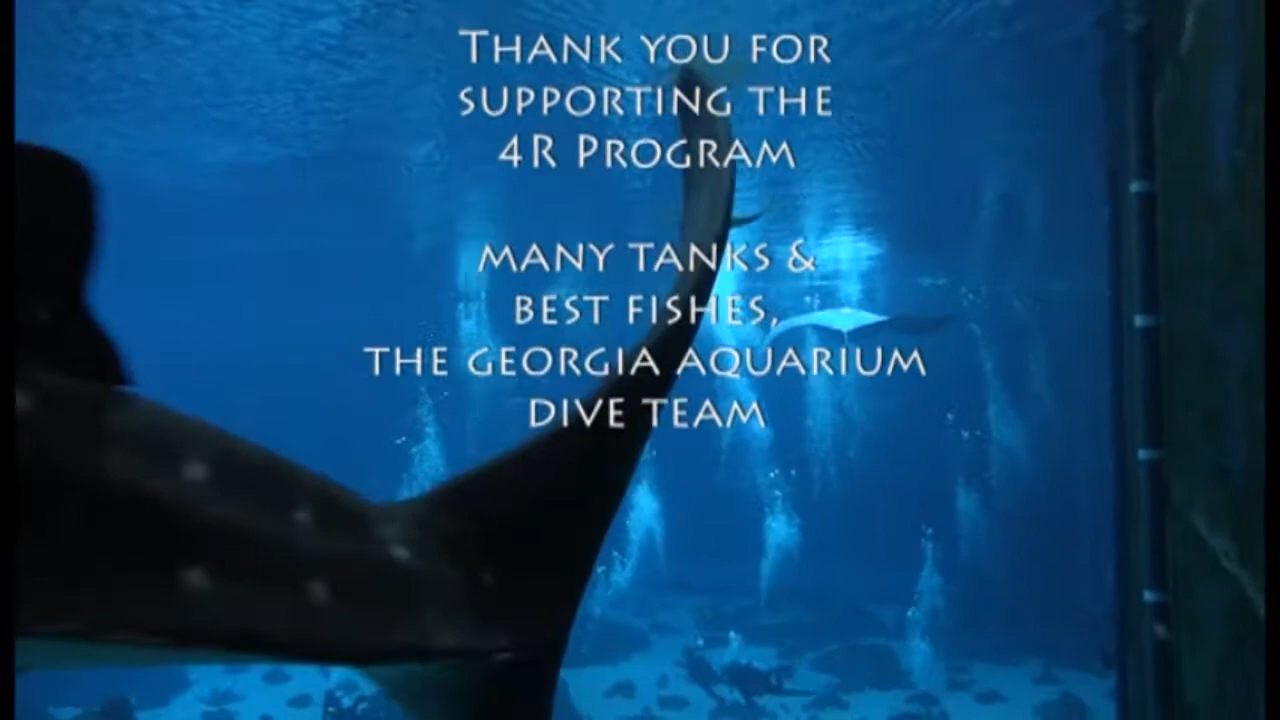 Thank you for
supporting the
4R Program
many tanks &
best fishes,
the georgia aquarium
dive team